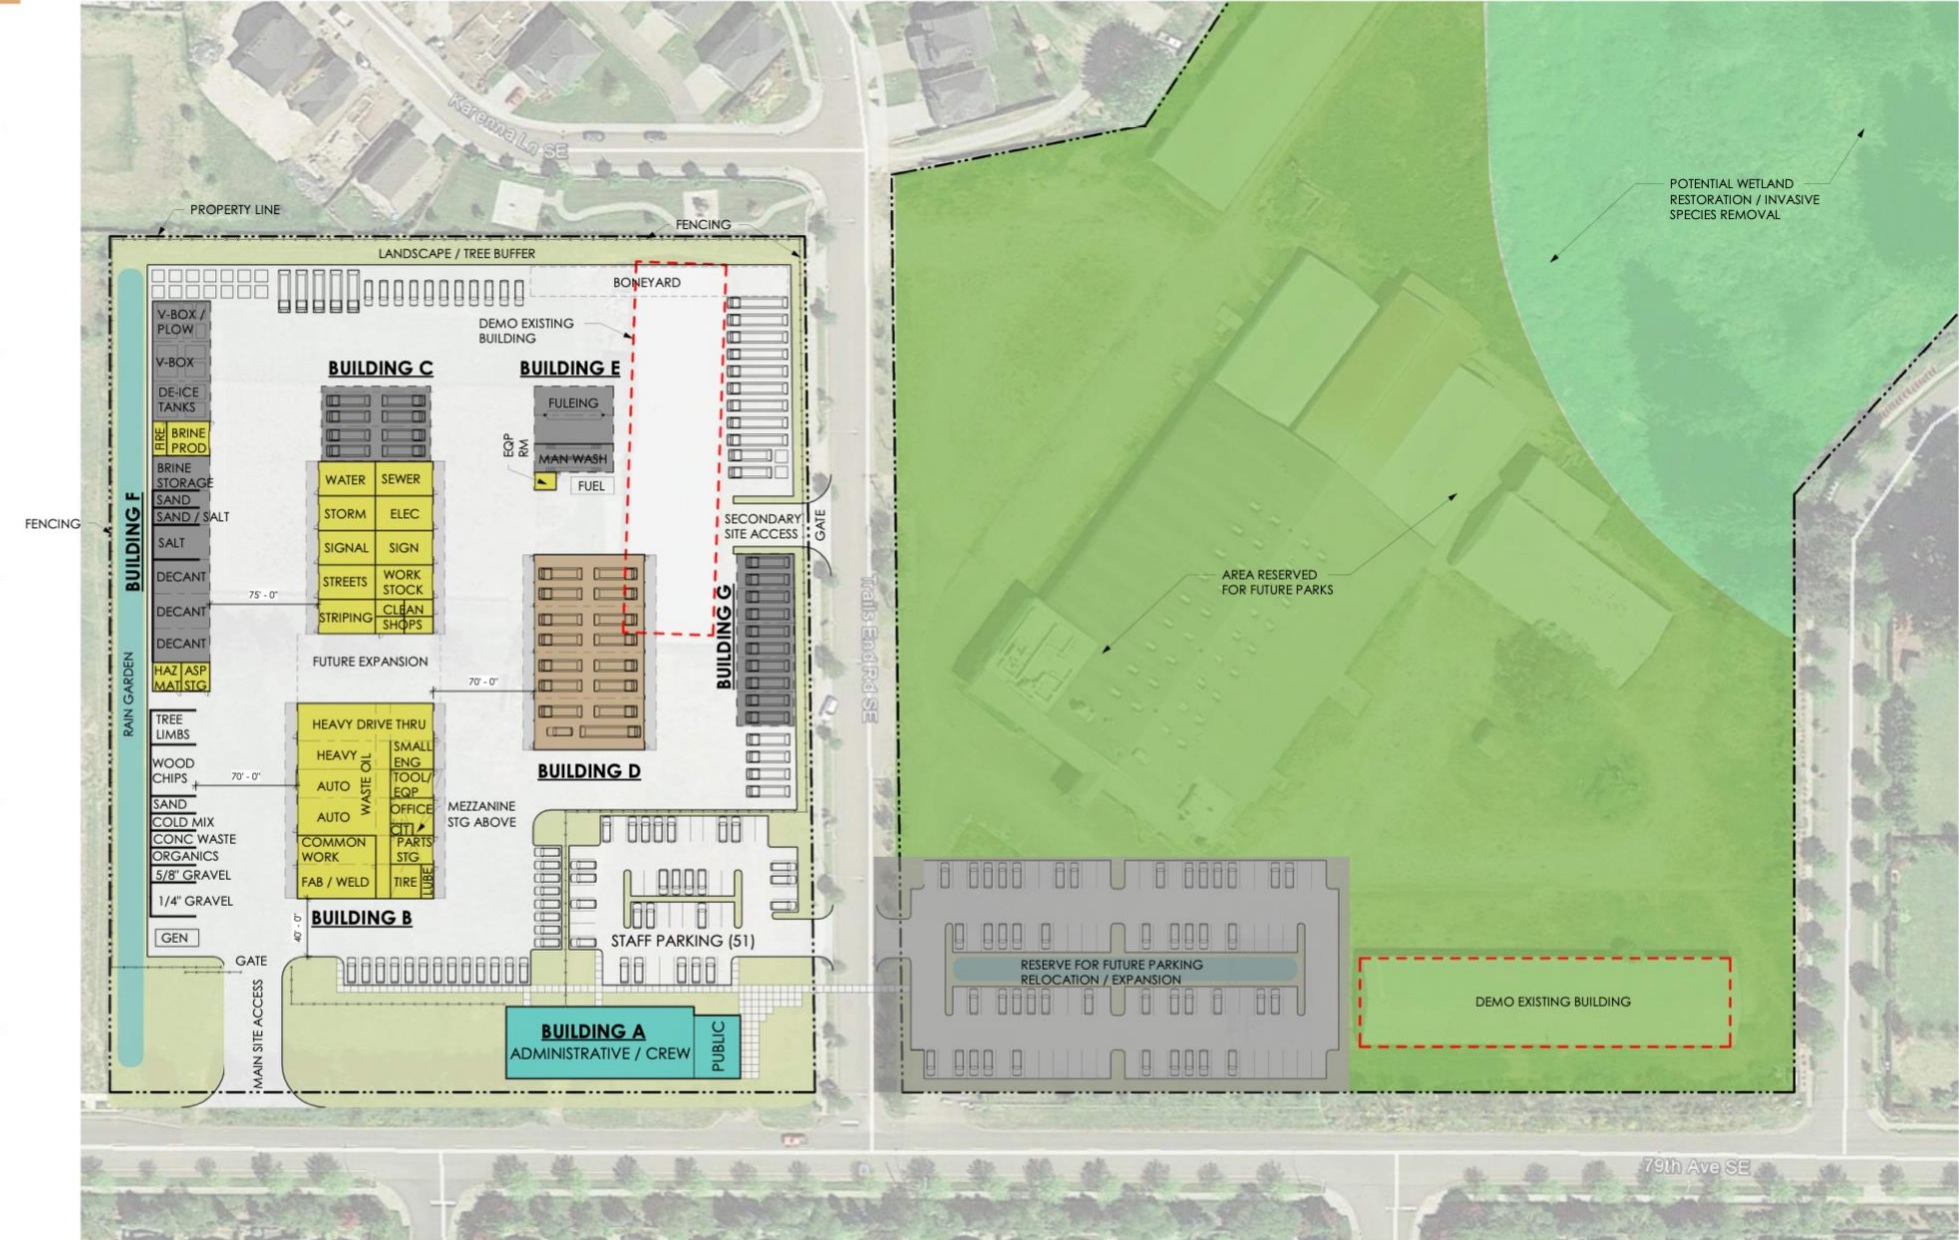 Karenna Ln SE
PROPERTY LINE
FENCING
LANDSCAPE / TREE BUFFER
BONEYARD
DEMO EXISTING
BUILDING
V-BOX /
PLOW
V-BOX
DE-ICE
TANKS
FIRE
BRINE
PROD
BRINE
STORAGE
SAND
SAND / SALT
SALT
DECANT
DECANT
DECANT
HAZ
MAT
ASP
STG
BUILDING F
FENCING
RAIN GARDEN
TREE
LIMBS
WOOD
CHIPS
SAND
COLD MIX
CONC WASTE
ORGANICS
5/8" GRAVEL
1/4" GRAVEL
GEN
GATE
MAIN SITE ACCESS
BUILDING C
WATER
SEWER
STORM
ELEC
SIGNAL
SIGN
STREETS
WORK
STOCK
STRIPING
CLEAN
SHOPS
75' - 0"
FUTURE EXPANSION
70' - 0"
70' - 0"
40' - 0"
HEAVY DRIVE THRU
HEAVY
AUTO
AUTO
WASTE OIL
SMALL
ENG
TOOL/
EQP
OFFICE
PARTS
STG
COMMON
WORK
FAB / WELD
TIRE
LUBE
MEZZANINE
STG ABOVE
BUILDING B
BUILDING E
FULEING
MAN WASH
EQP
RM
FUEL
BUILDING D
SECONDARY
SITE ACCESS
GATE
BUILDING G
STAFF PARKING (51)
BUILDING A
ADMINISTRATIVE / CREW
PUBLIC
Trails End Rd SE
POTENTIAL WETLAND
RESTORATION / INVASIVE
SPECIES REMOVAL
AREA RESERVED
FOR FUTURE PARKS
RESERVE FOR FUTURE PARKING
RELOCATION / EXPANSION
DEMO EXISTING BUILDING
79th Ave SE